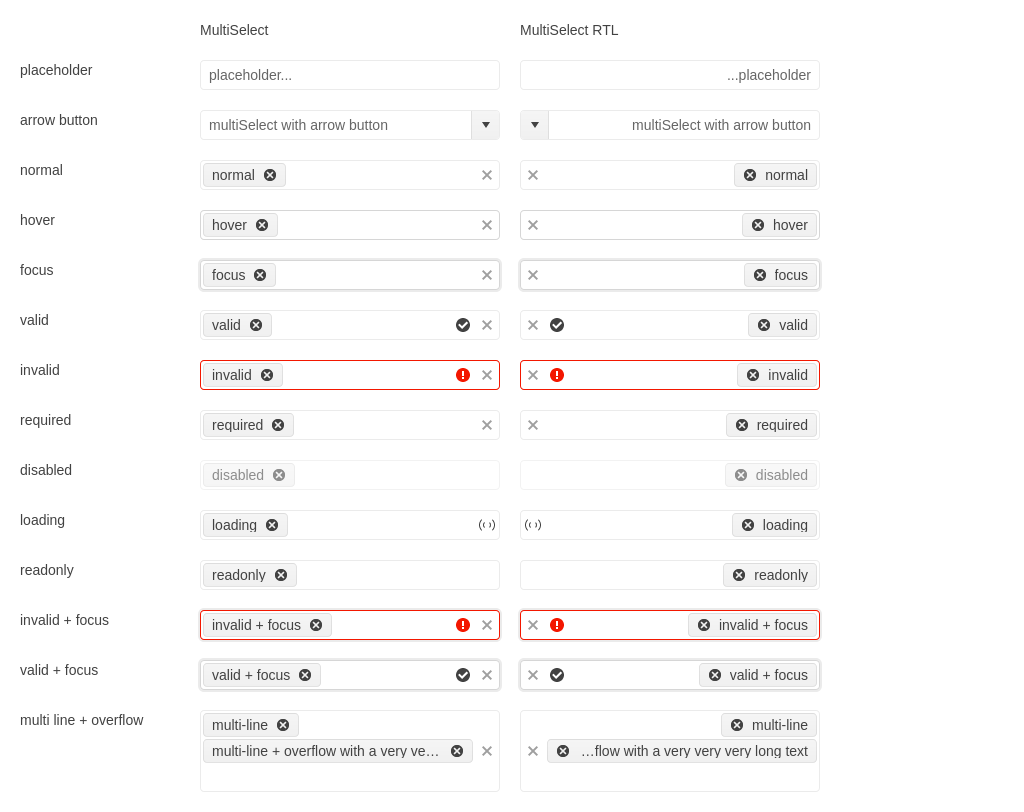 MultiSelect MultiSelect RTL
placeholder placeholder... ...placeholder
arrow button multiSelect with arrow button multiSelect with arrow button
normal normal normal
hover hover hover
focus focus focus
valid valid valid
invalid invalid invalid
required required required
disabled disabled disabled
loading loading loading
readonly readonly readonly
invalid + focus invalid + focus invalid + focus
valid + focus valid + focus valid + focus
multi line + overflow multi-line multi-line
multi-line + overflow with a very ve… …flow with a very very very long text